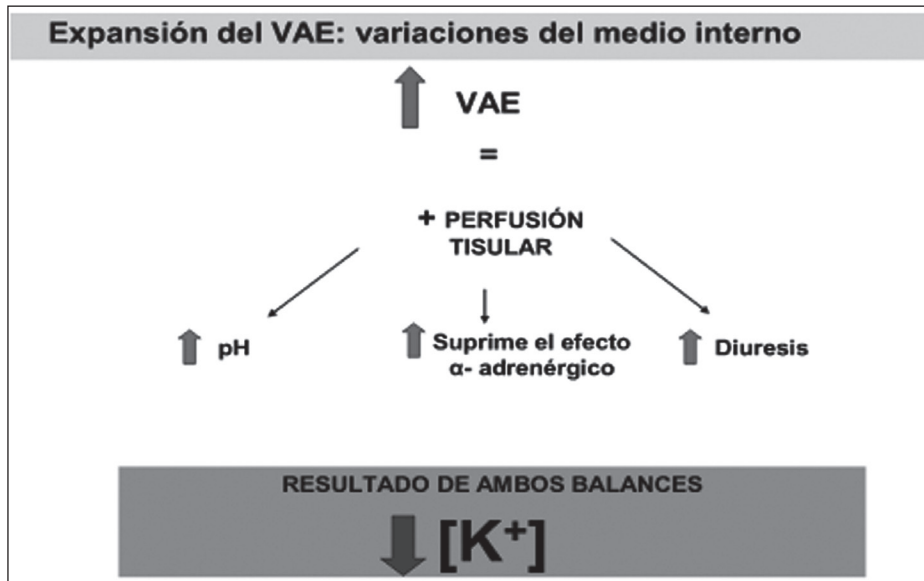 Expansión del VAE: variaciones del medio interno
VAE
=
+ PERFUSIÓN
TISULAR
pH
Suprime el efecto
α- adrenérgico
Diuresis
RESULTADO DE AMBOS BALANCES
[K⁺]